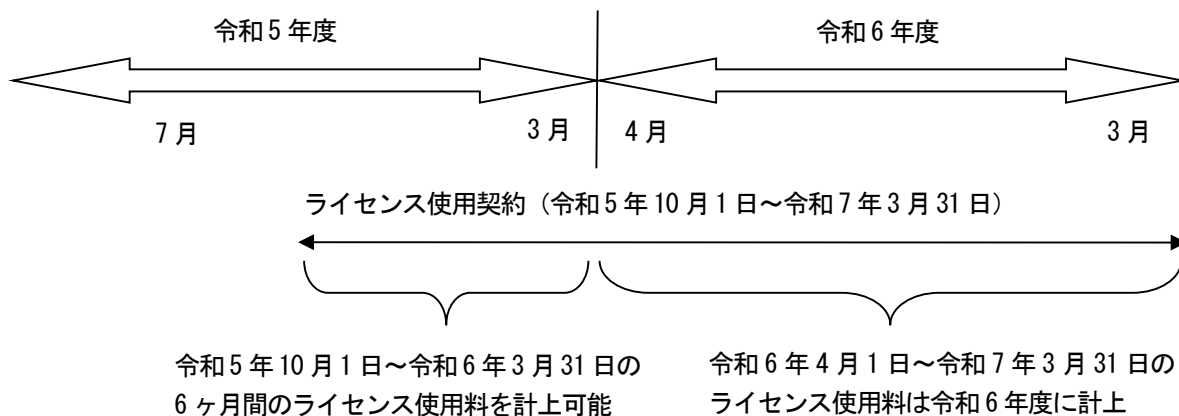 令和5年度
令和6年度
7月
3月
4月
3月
ライセンス使用契約（令和5年10月1日～令和7年3月31日）
令和5年10月1日～令和6年3月31日の
6ヶ月間のライセンス使用料を計上可能
令和6年4月1日～令和7年3月31日の
ライセンス使用料は令和6年度に計上